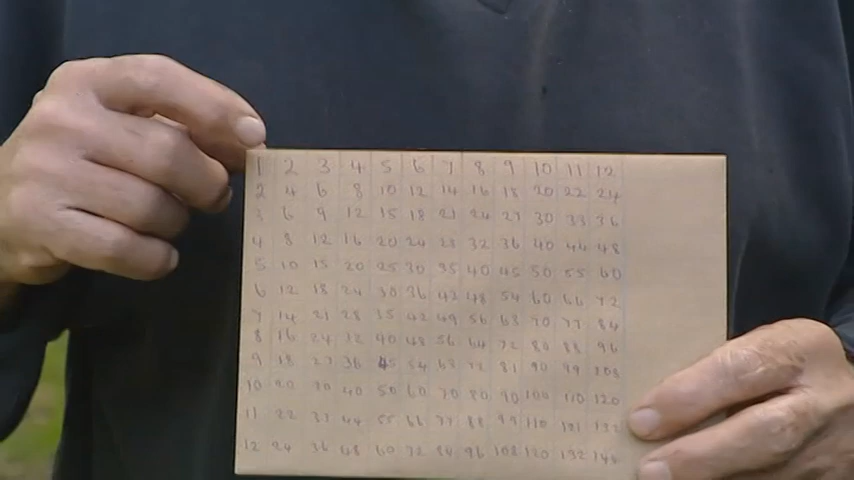 1 2 3 4 5 6 7 8 9 10 11 12
2 4 6 8 10 12 14 16 18 20 22 24
3 6 9 12 15 18 21 24 27 30 33 36
4 8 12 16 20 24 28 32 36 40 44 48
5 10 15 20 25 30 35 40 45 50 55 60
6 12 18 24 30 36 42 48 54 60 66 72
7 14 21 28 35 42 49 56 63 70 77 84
8 16 24 32 40 48 56 64 72 80 88 96
9 18 27 36 45 54 63 72 81 90 99 108
10 20 30 40 50 60 70 80 90 100 110 120
11 22 33 44 55 66 77 88 99 110 121 132
12 24 36 48 60 72 84 96 108 120 132 144